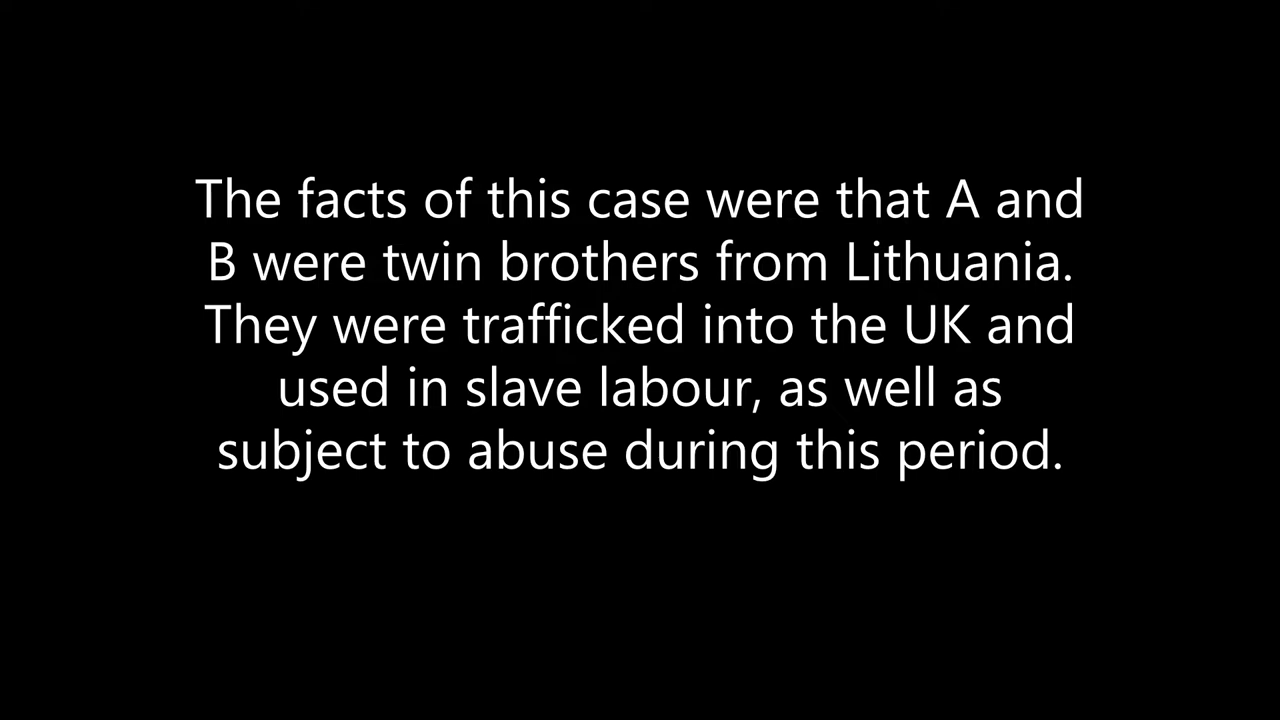 The facts of this case were that A and
B were twin brothers from Lithuania.
They were trafficked into the UK and
used in slave labour, as well as
subject to abuse during this period.